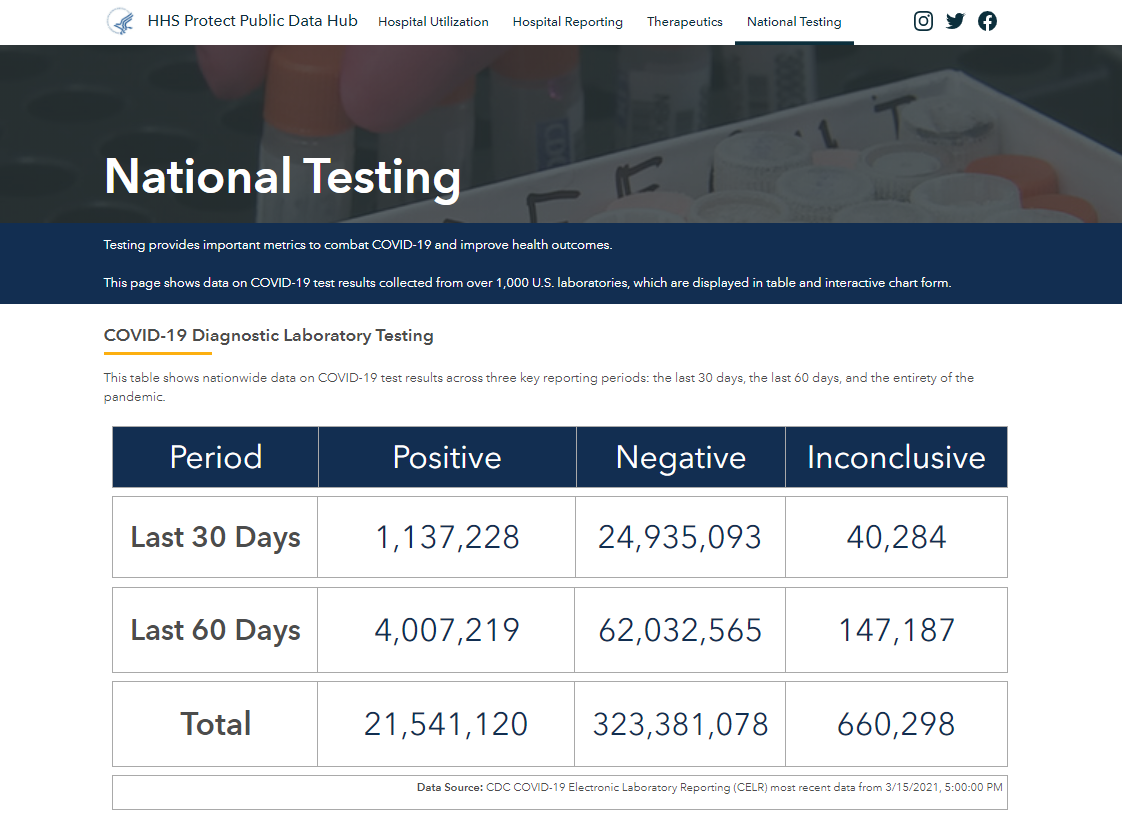 HHS Protect Public Data Hub Hospital Utilization Hospital Reporting Therapeutics National Testing
National Testing
Testing provides important metrics to combat COVID-19 and improve health outcomes.
This page shows data on COVID-19 test results collected from over 1,000 U.S. laboratories, which are displayed in table and interactive chart form.
COVID-19 Diagnostic Laboratory Testing
This table shows nationwide data on COVID-19 test results across three key reporting periods: the last 30 days, the last 60 days, and the entirety of the
pandemic.
Period Positive Negative Inconclusive
Last 30 Days 1,137,228 24,935,093 40,284
Last 60 Days 4,007,219 62,032,565 147,187
Total 21,541,120 323,381,078 660,298
Data Source: CDC COVID-19 Electronic Laboratory Reporting (CELR) most recent data from 3/15/2021, 5:00:00 PM